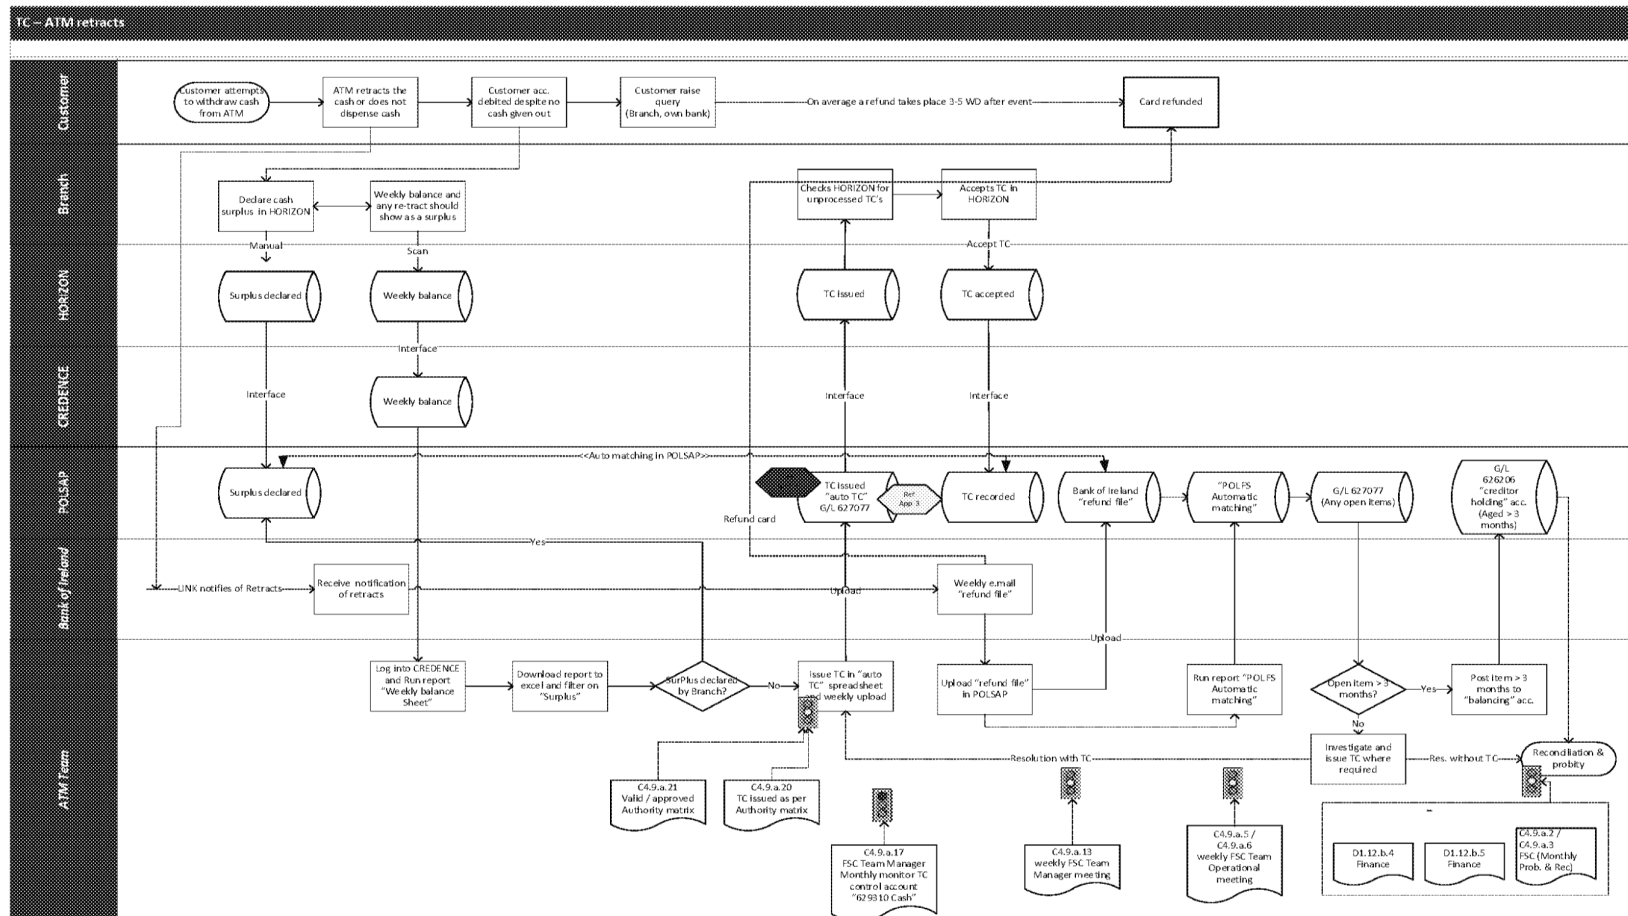 TC – ATM retracts
Customer
Customer attempts
to withdraw cash
from ATM
ATM retracts the
cash or does not
dispense cash
Customer acc.
debited despite no
cash given out
Customer raise
query
(Branch, own bank)
On average a refund takes place 3-5 WD after event
Card refunded
Branch
Declare cash
surplus in HORIZON
Weekly balance and
any re-tract should
show as a surplus
Checks HORIZON for
unprocessed TC's
Accepts TC in
HORIZON
Manual
Scan
Accept TC
HORIZON
Surplus declared
Weekly balance
TC issued
TC accepted
Interface
CREDENCE
Weekly balance
Interface
Interface
Interface
<<Auto matching in POLSAP>>
POLSAP
Surplus declared
TC issued
"auto TC"
G/L 627077
Ref
App. 3
TC recorded
Bank of Ireland
"refund file"
"POLFS
Automatic
matching"
G/L 627077
(Any open items)
G/L
626206
"creditor
holding" acc.
(Aged > 3
months)
Refund card
Yes
Bank of Ireland
LINK notifies of Retracts
Receive notification
of retracts
Upload
Weekly e.mail
"refund file"
Upload
ATM Team
Log into CREDENCE
and Run report
"Weekly balance
Sheet"
Download report to
excel and filter on
"Surplus"
SurPlus declared
by Branch?
No
Issue TC in "auto
TC" spreadsheet
and weekly upload
Upload "refund file"
in POLSAP
Run report "POLFS
Automatic
matching"
Open item > 3
months?
Yes
Post item > 3
months to
"balancing" acc.
No
Resolution with TC
Investigate and
issue TC where
required
Res. without TC
Reconciliation &
probity
C4.9.a.21
Valid / approved
Authority matrix
C4.9.a.20
TC issued as per
Authority matrix
C4.9.a.17
FSC Team Manager
Monthly monitor TC
control account
"629310 Cash"
C4.9.a.13
weekly FSC Team
Manager meeting
C4.9.a.5 /
C4.9.a.6
weekly FSC Team
Operational
meeting
D1.12.b.4
Finance
D1.12.b.5
Finance
C4.9.a.2 /
C4.9.a.3
FSC (Monthly
Prob. & Rec)